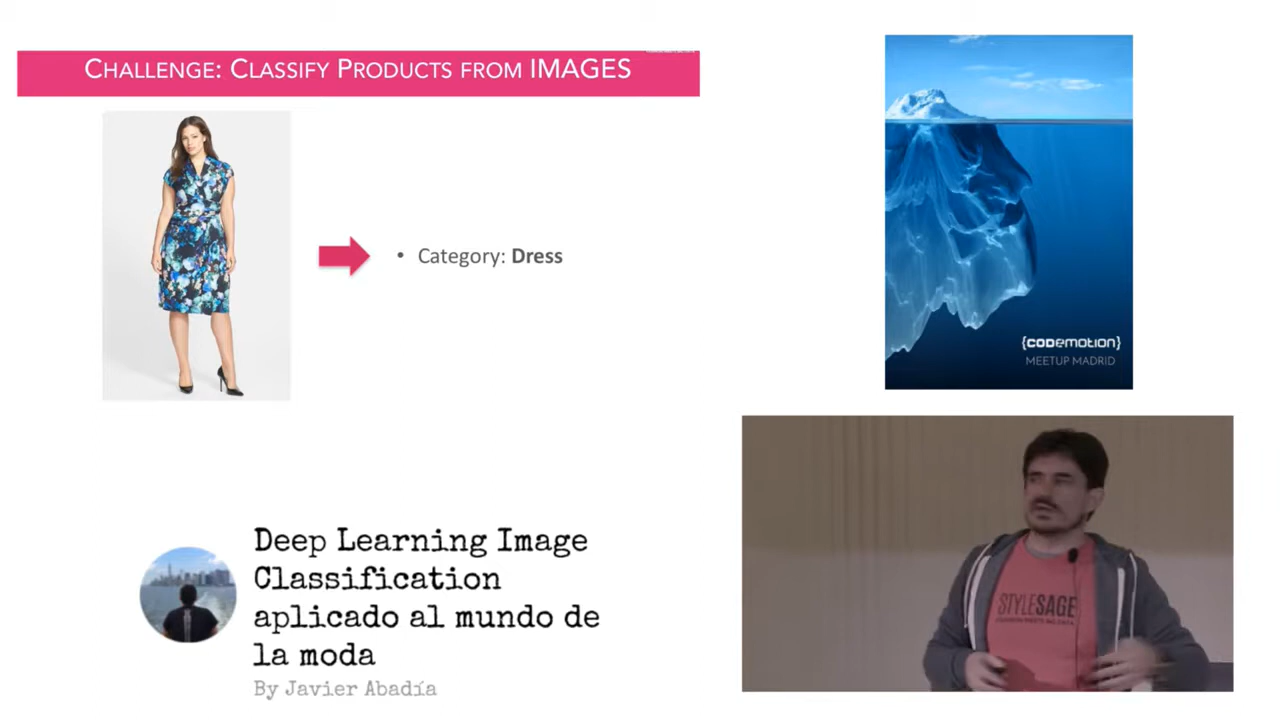 CHALLENGE: CLASSIFY PRODUCTS FROM IMAGES
• Category: Dress
{CODEMOTION}
MEETUP MADRID
STYLESAGE
Deep Learning Image
Classification
aplicado al mundo de
la moda
By Javier Abadía